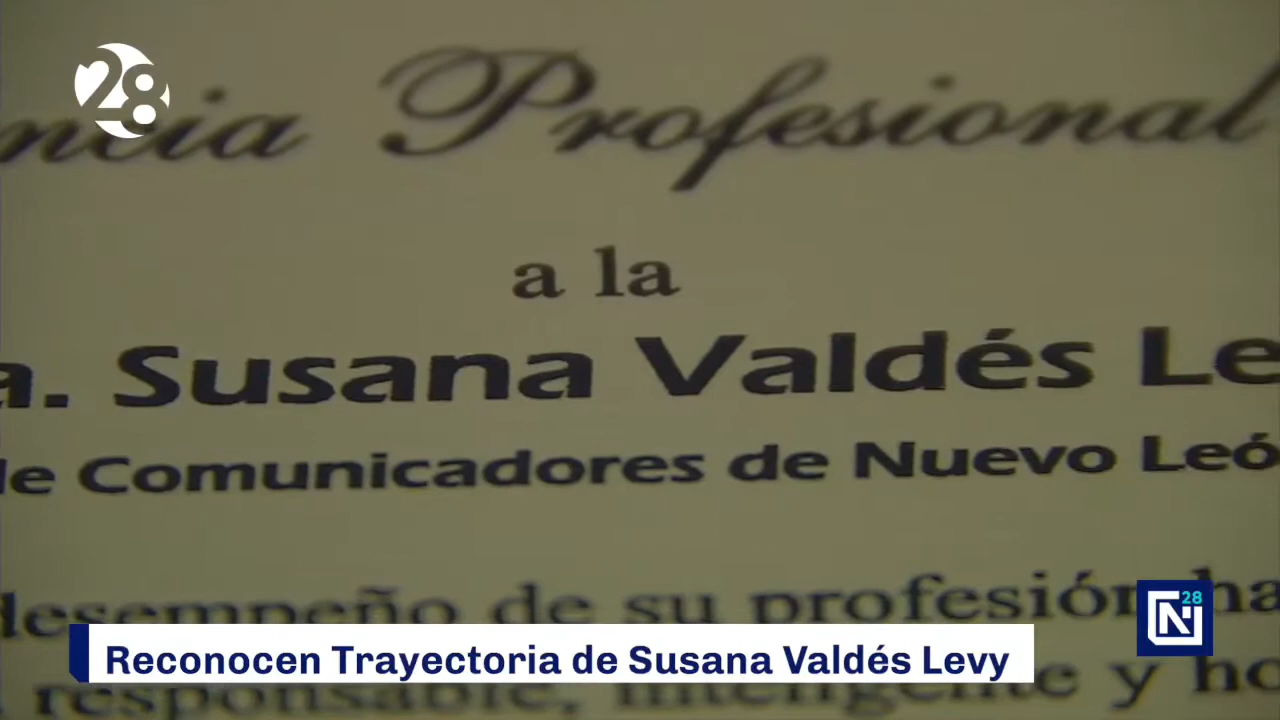 28
ncia Profesional
a la
a. Susana Valdés Le
de Comunicadores de Nuevo Leó
desempeño de su profesión ha
Reconocen Trayectoria de Susana Valdés Levy
N 28
responsable, inteligente y ho